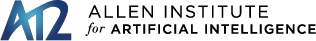 AI2
ALLEN INSTITUTE
for ARTIFICIAL INTELLIGENCE